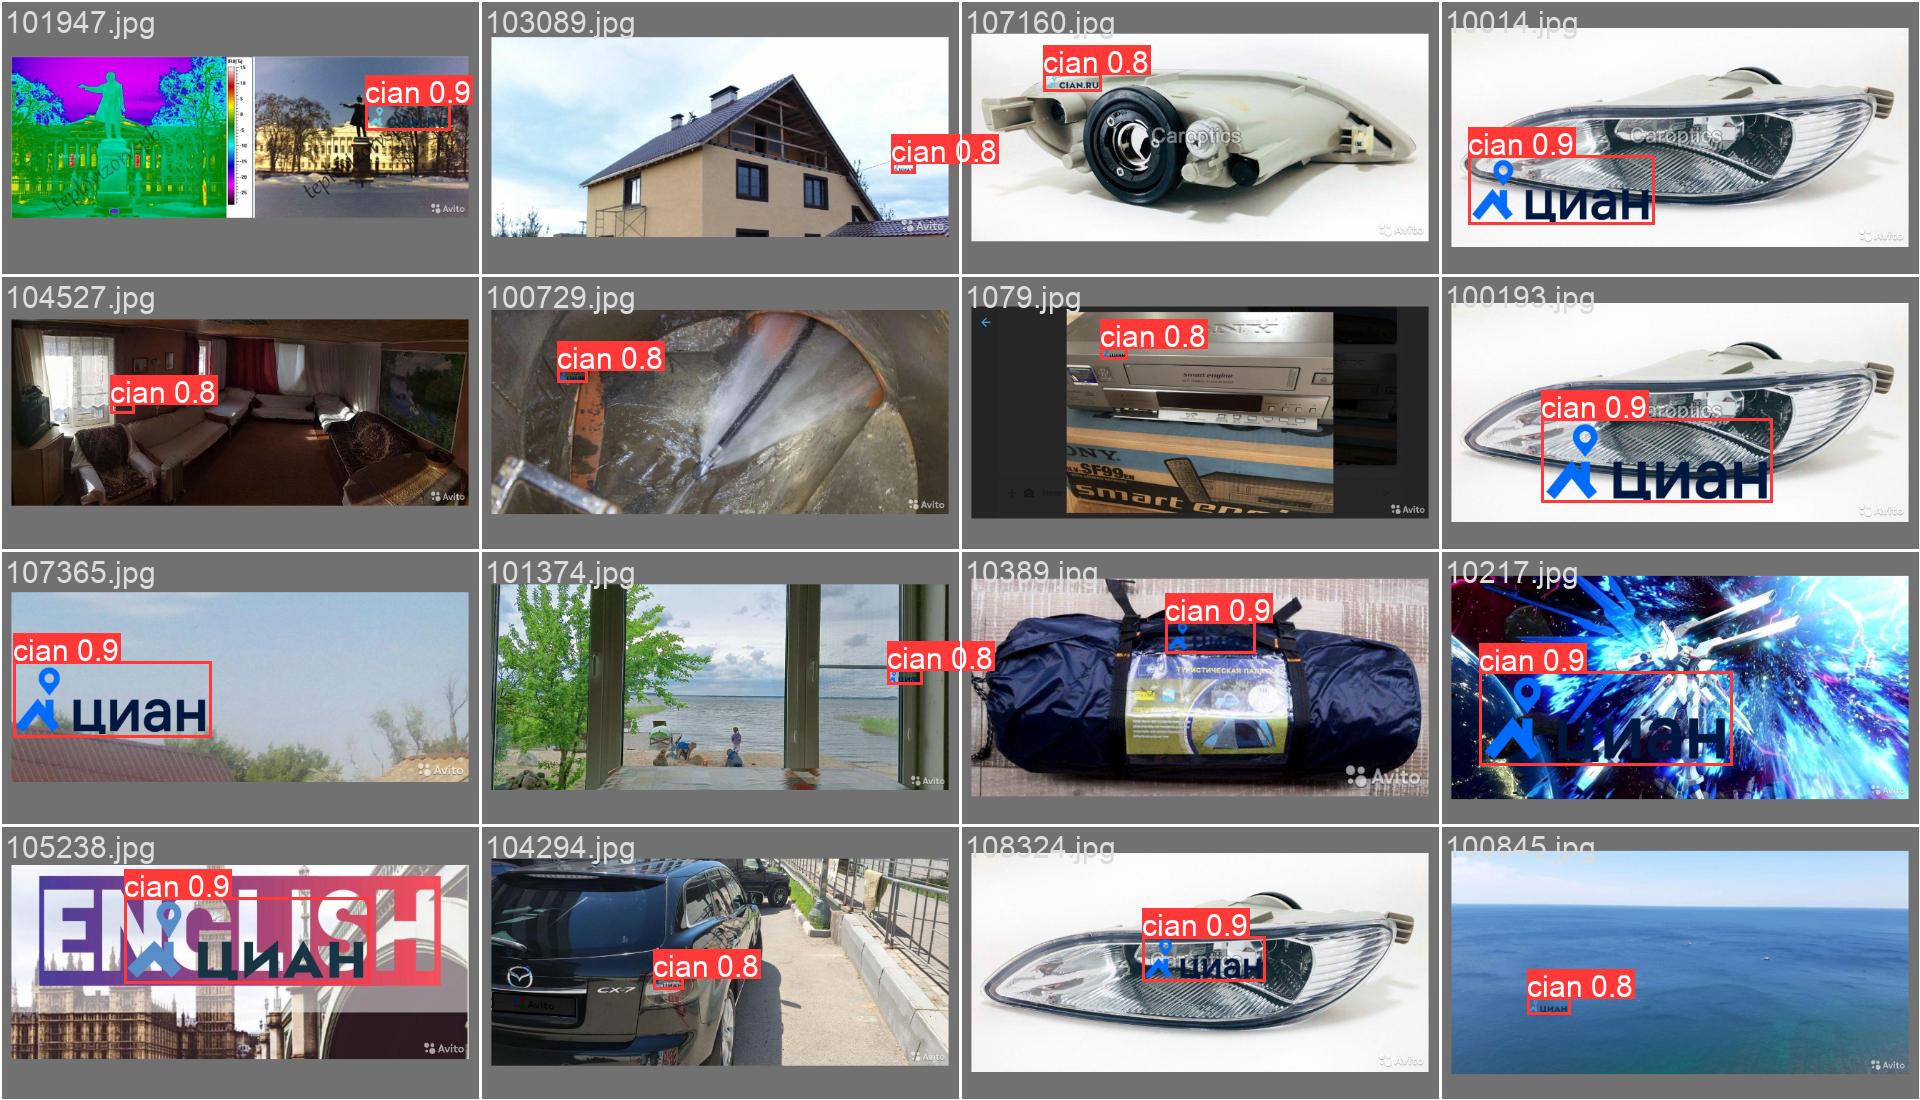 101947.jpg
cian 0.9
Avito
103089.jpg
cian 0.8
Avito
107160.jpg
cian 0.8
CIAN.RU
Caroptics
Avito
10014.jpg
Caroptics
cian 0.9
циан
Avito
104527.jpg
cian 0.8
Avito
100729.jpg
cian 0.8
Avito
1079.jpg
cian 0.8
smart engine
SONY
SF99
smart eng
Avito
100193.jpg
cian 0.9
aroptics
циан
Avito
107365.jpg
cian 0.9
циан
Avito
101374.jpg
cian 0.8
Avito
10389.jpg
cian 0.9
ТУРИСТИЧЕСКАЯ
Avito
10217.jpg
cian 0.9
циан
Avito
105238.jpg
cian 0.9
ENGLISH
ЦИАН
Avito
104294.jpg
cian 0.8
CX-7
Avito
Avito
108324.jpg
cian 0.9
циан
Avito
100845.jpg
cian 0.8
ЦИАН
Avito